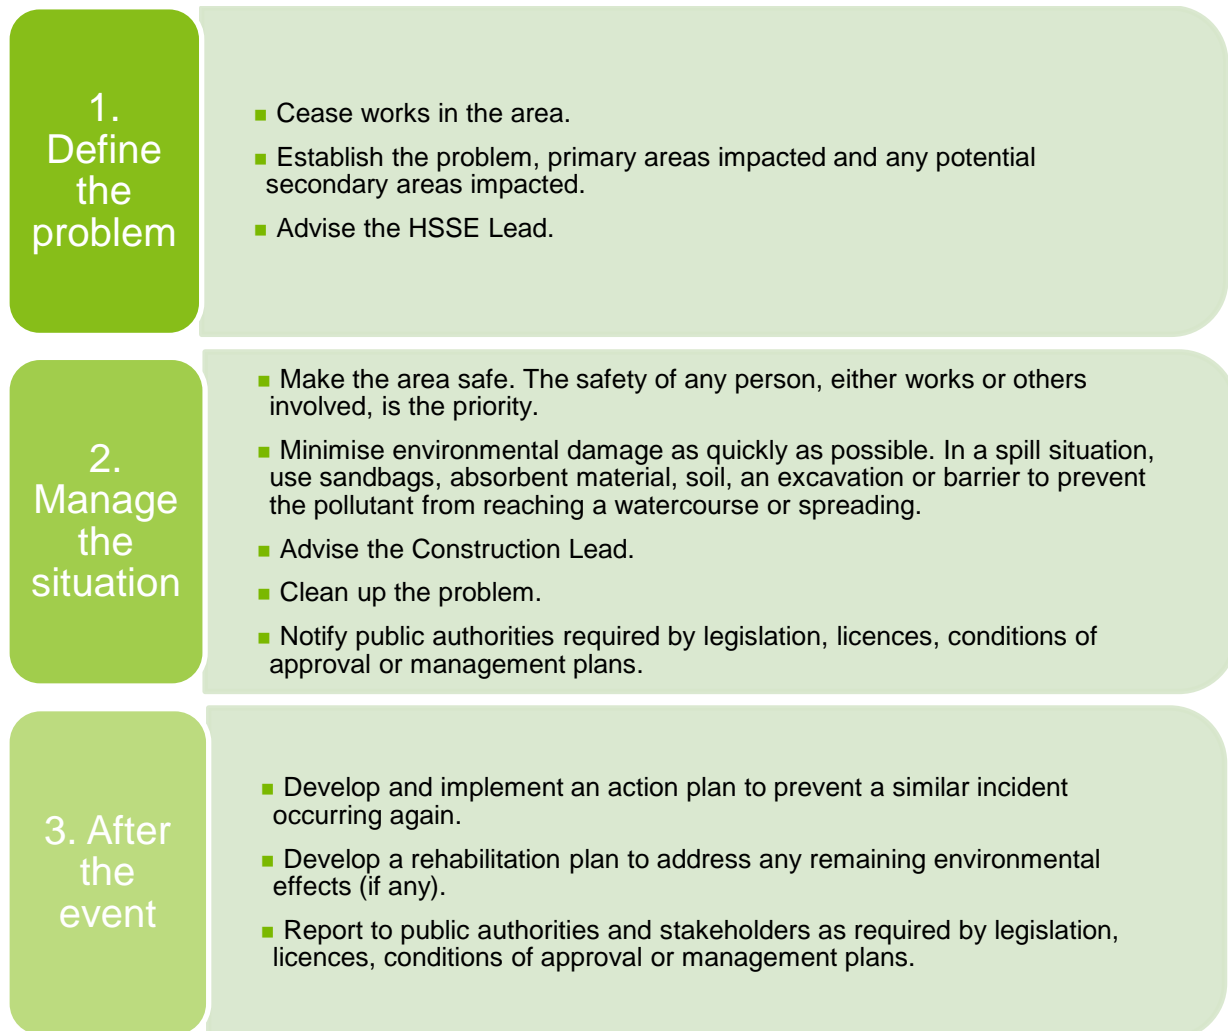 1.
Define
the
problem
■ Cease works in the area.
■ Establish the problem, primary areas impacted and any potential
secondary areas impacted.
■ Advise the HSSE Lead.
2.
Manage
the
situation
■ Make the area safe. The safety of any person, either works or others
involved, is the priority.
■ Minimise environmental damage as quickly as possible. In a spill situation,
use sandbags, absorbent material, soil, an excavation or barrier to prevent
the pollutant from reaching a watercourse or spreading.
■ Advise the Construction Lead.
■ Clean up the problem.
■ Notify public authorities required by legislation, licences, conditions of
approval or management plans.
3. After
the
event
■ Develop and implement an action plan to prevent a similar incident
occurring again.
■ Develop a rehabilitation plan to address any remaining environmental
effects (if any).
■ Report to public authorities and stakeholders as required by legislation,
licences, conditions of approval or management plans.